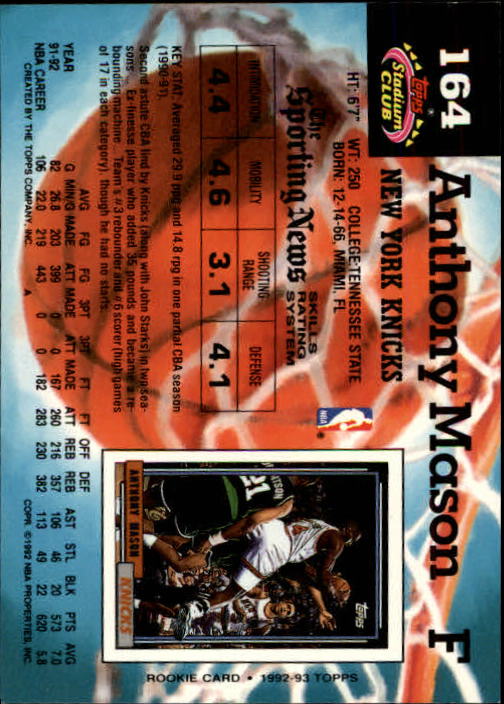 164
Topps
Stadium
CLUB
Anthony Mason F
NEW YORK KNICKS
HT: 6'7" WT: 250 COLLEGE: TENNESSEE STATE
BORN: 12-14-66, MIAMI, FL
The
Sporting News
SKILLS
RATING
SYSTEM
NBA
INTIMIDATION MOBILITY SHOOTING RANGE DEFENSE
4.4 4.6 3.1 4.1
KEY STAT: Averaged 29.9 ppg and 14.8 rpg in one partial CBA season
(1990-91).
Second astute CBA find by Knicks (along with John Starks) in two sea-
sons . . . Ex-finesse player who added 35 pounds and became a re-
bounding machine . . . Team's #3 rebounder and #6 scorer (high games
of 17 in each category), though he had no starts.
AVG FG FG 3PT 3PT FT FT OFF DEF
YEAR G MIN/G MADE ATT MADE ATT MADE ATT REB REB AST STL BLK PTS AVG
91-92 82 26.8 203 399 0 0 167 260 216 357 106 46 20 573 7.0
NBA CAREER 106 22.0 219 443 0 0 182 283 230 382 113 49 22 620 5.8
CREATED BY THE TOPPS COMPANY, INC. A COPR. ©1992 NBA PROPERTIES, INC.
TOPPS
ANTHONY MASON
KNICKS
ROOKIE CARD • 1992-93 TOPPS